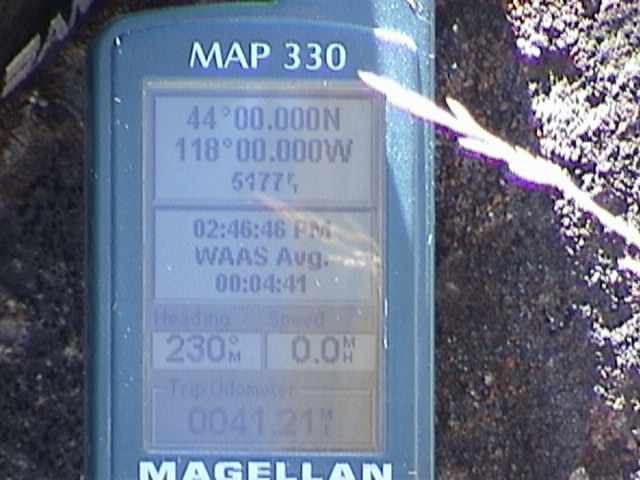 MAP 330
44°00.000N
118°00.000W
5177FT
02:46:46 PM
WAAS Avg.
00:04:41
Heading Speed
230°M 0.0MH
Trip Odometer
0041.21MI
MAGELLAN